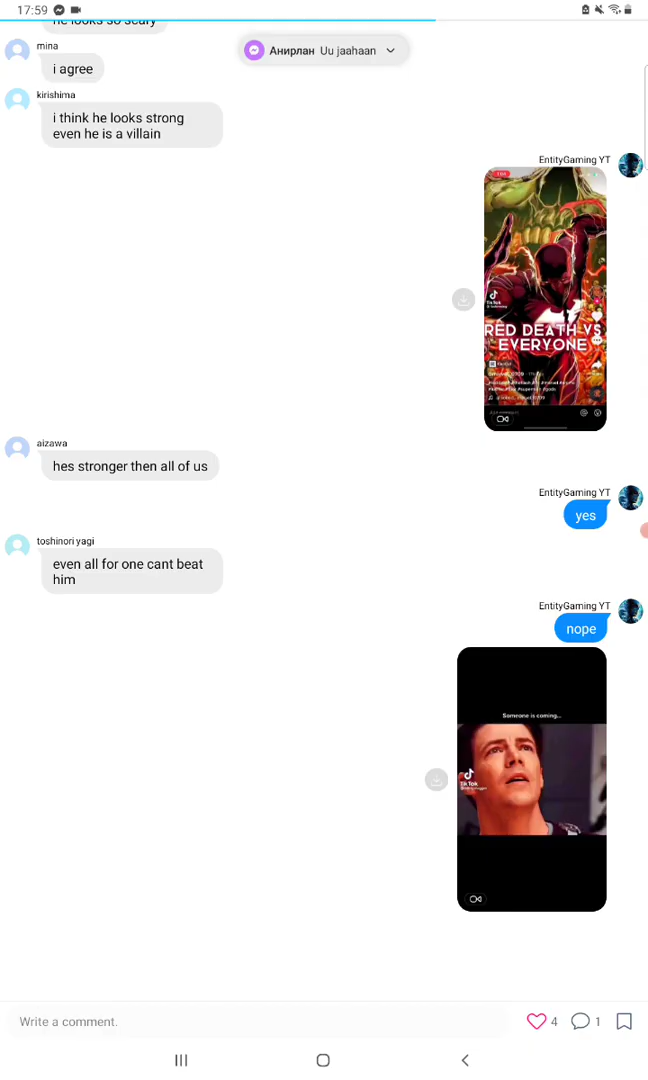 17:59
he looks so scary
Анирлан Uu jaahaan
mina
i agree
kirishima
i think he looks strong
even he is a villain
EntityGaming YT
TikTok
RED DEATH VS
EVERYONE
aizawa
hes stronger then all of us
EntityGaming YT
yes
toshinori yagi
even all for one cant beat
him
EntityGaming YT
nope
Someone is coming...
TikTok
Write a comment.
4
1